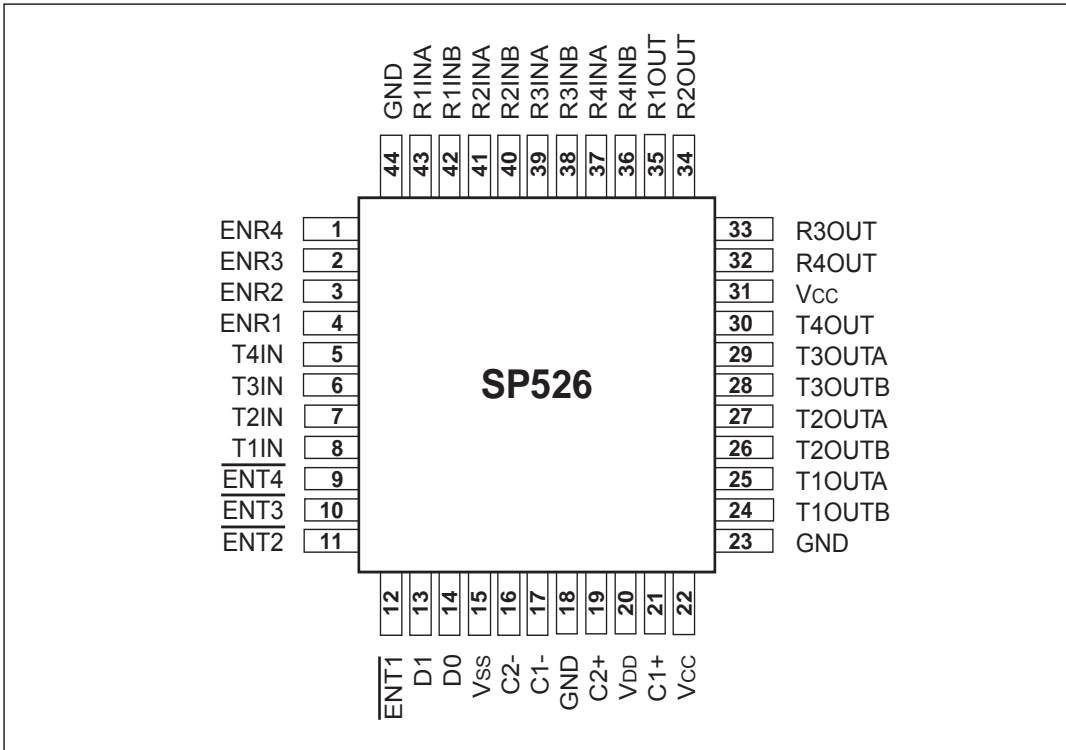 GND
R1INA
R1INB
R2INA
R2INB
R3INA
R3INB
R4INA
R4INB
R1OUT
R2OUT
44 43 42 41 40 39 38 37 36 35 34
ENR4 1
ENR3 2
ENR2 3
ENR1 4
T4IN 5
T3IN 6
T2IN 7
T1IN 8
ENT4 9
ENT3 10
ENT2 11
SP526
33 R3OUT
32 R4OUT
31 VCC
30 T4OUT
29 T3OUTA
28 T3OUTB
27 T2OUTA
26 T2OUTB
25 T1OUTA
24 T1OUTB
23 GND
12 13 14 15 16 17 18 19 20 21 22
ENT1
D1
D0
VSS
C2-
C1-
GND
C2+
VDD
C1+
VCC